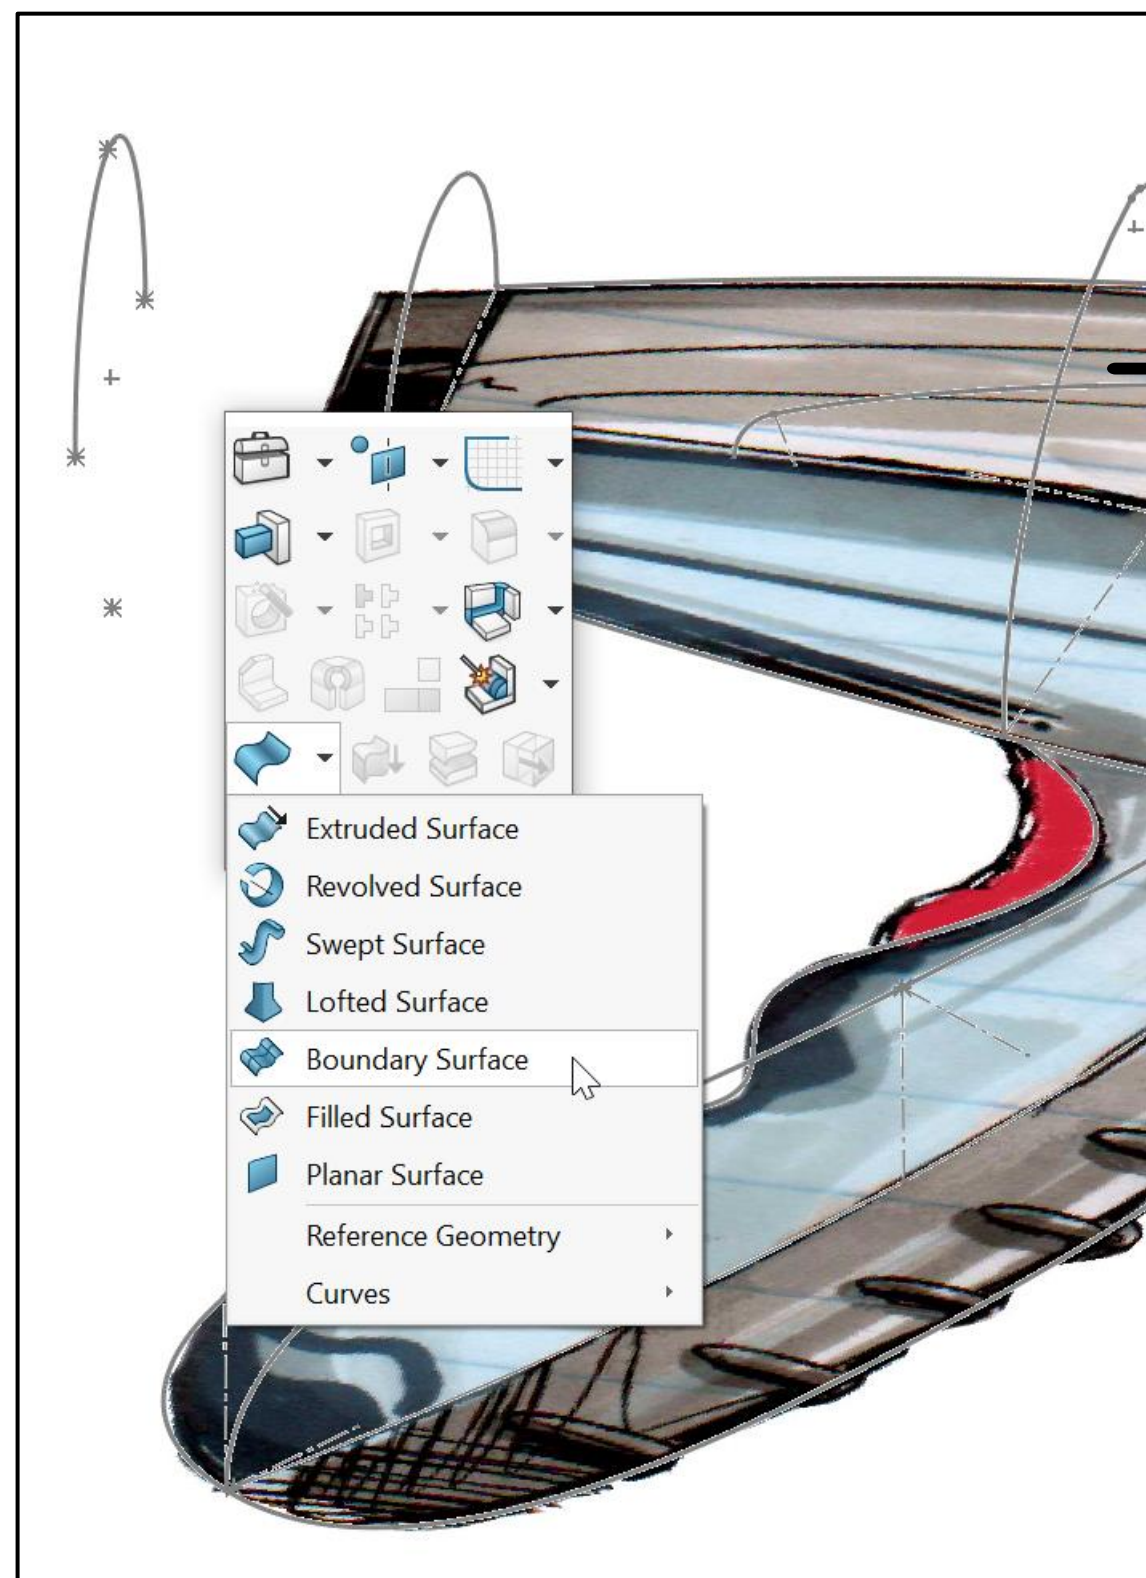 Extruded Surface
Revolved Surface
Swept Surface
Lofted Surface
Boundary Surface
Filled Surface
Planar Surface
Reference Geometry
Curves